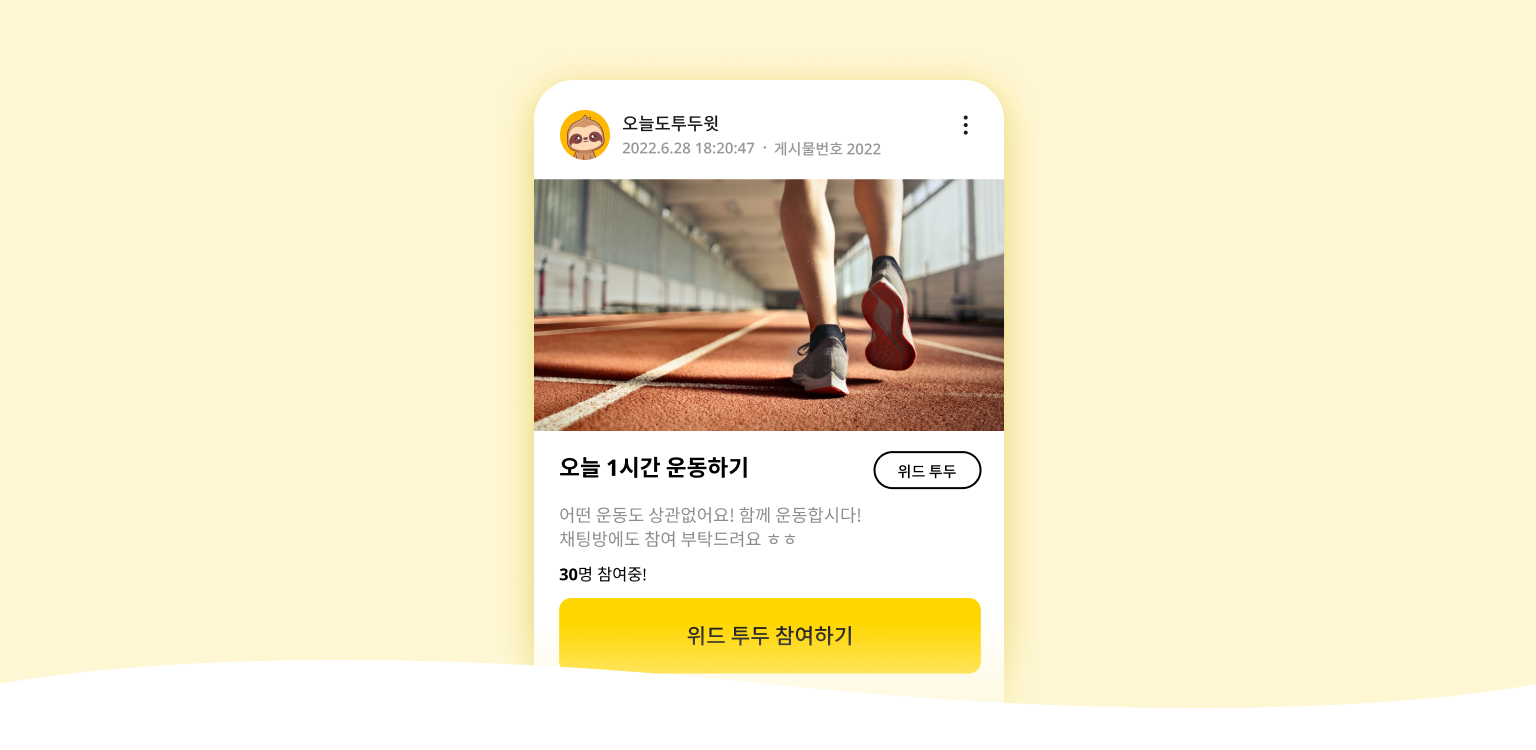 오늘도투두윗
2022.6.28 18:20:47 · 게시물번호 2022
오늘 1시간 운동하기
위드 투두
어떤 운동도 상관없어요! 함께 운동합시다!
채팅방에도 참여 부탁드려요 ㅎㅎ
30명 참여중!
위드 투두 참여하기